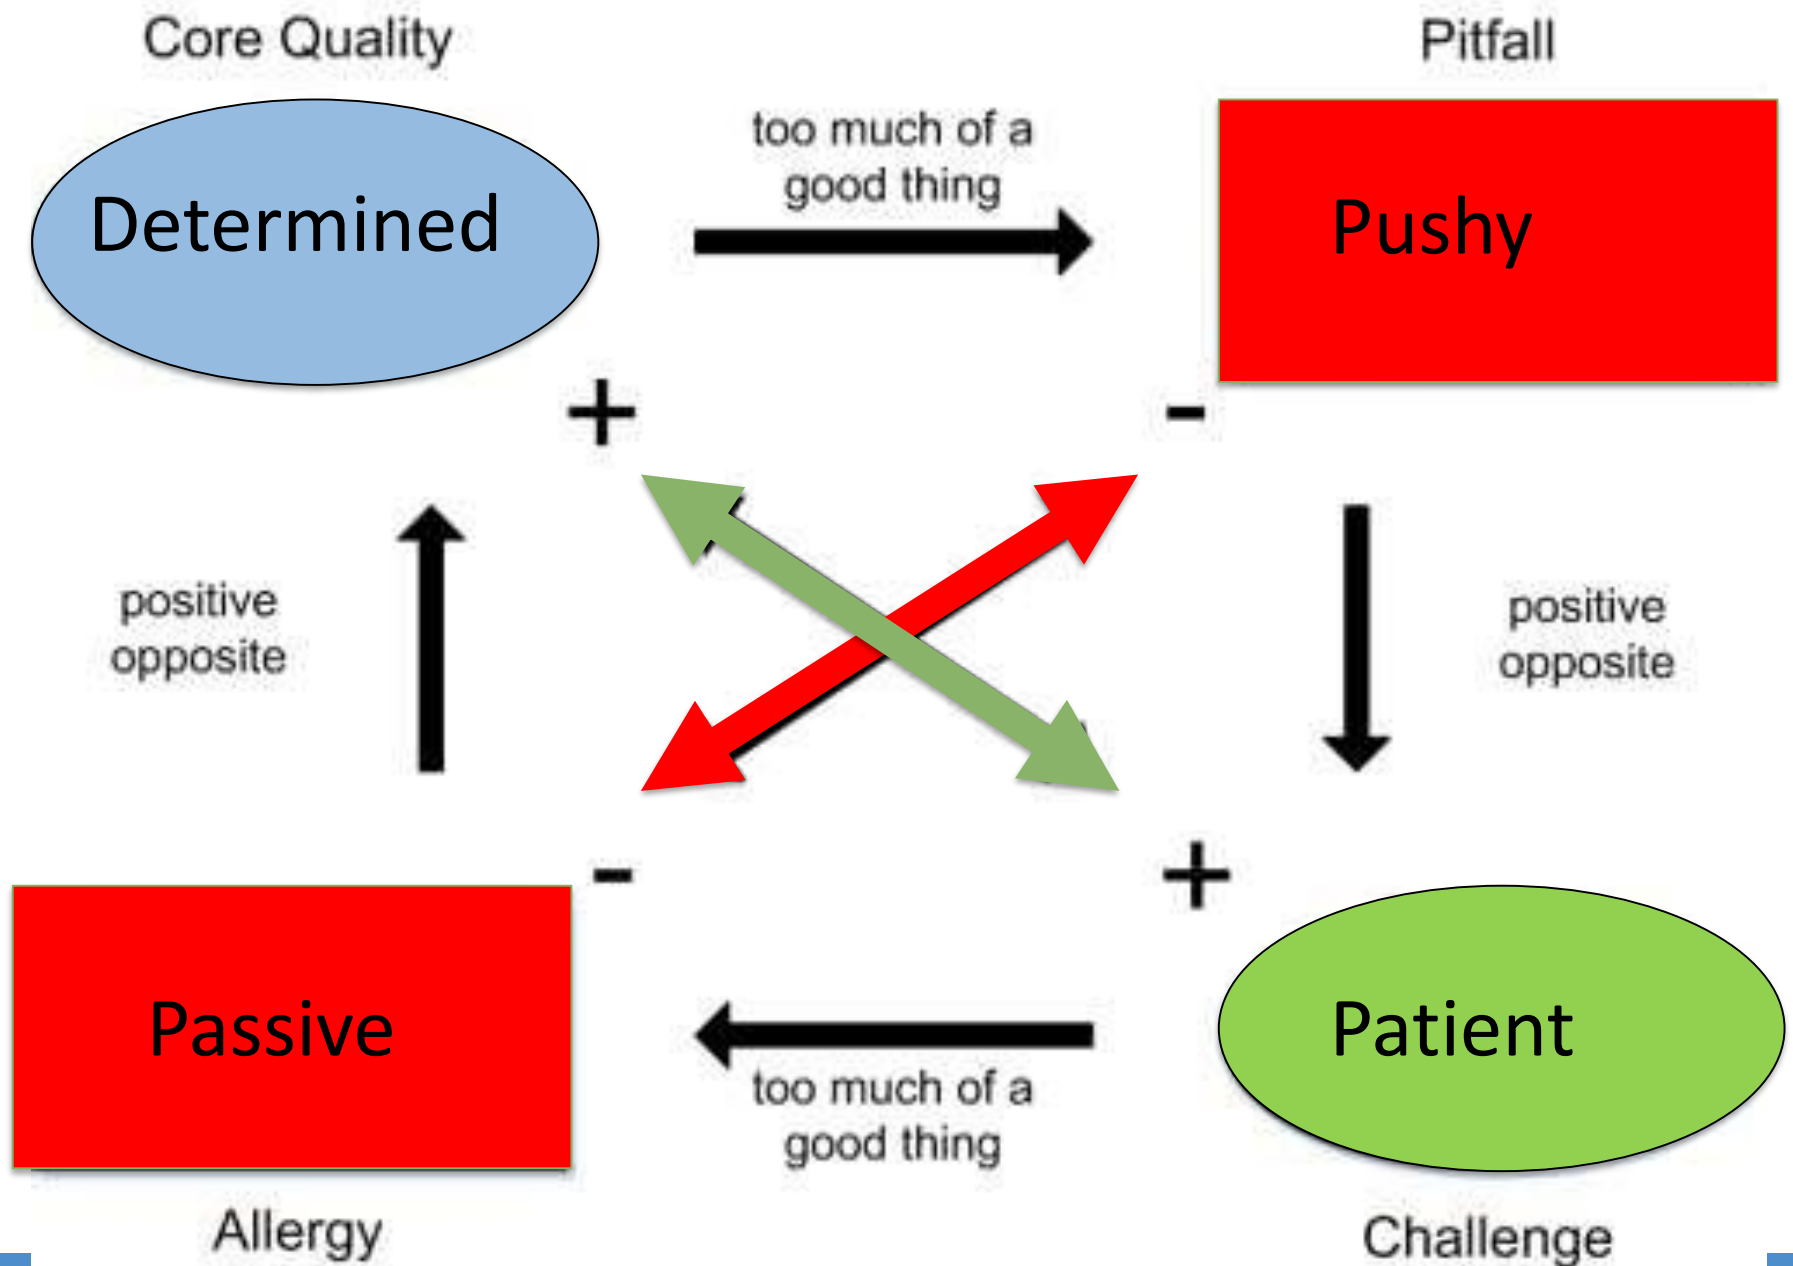 Core Quality
Pitfall
Determined
too much of a
good thing
Pushy
+
-
positive
opposite
positive
opposite
-
+
Passive
Patient
too much of a
good thing
Allergy
Challenge